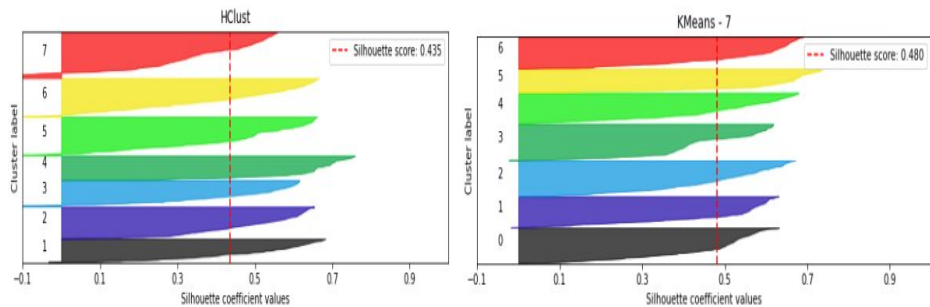 HClust
Silhouette score: 0.435
Cluster label
7
6
5
4
3
2
1
−0.1 0.1 0.3 0.5 0.7 0.9
Silhouette coefficient values
KMeans - 7
Silhouette score: 0.480
Cluster label
6
5
4
3
2
1
0
−0.1 0.1 0.3 0.5 0.7 0.9
Silhouette coefficient values